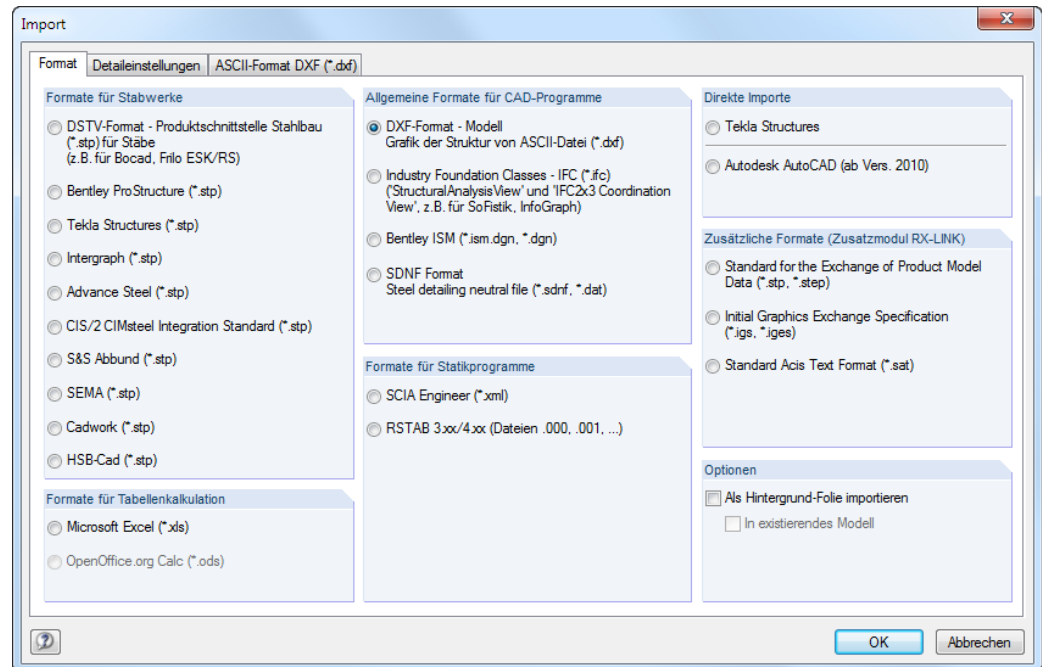 Import
Format
Detaileinstellungen
ASCII-Format DXF (*.dxf)
Formate für Stabwerke
DSTV-Format - Produktschnittstelle Stahlbau
(*.stp) für Stäbe
(z.B. für Bocad, Frilo ESK/RS)
Bentley ProStructure (*.stp)
Tekla Structures (*.stp)
Intergraph (*.stp)
Advance Steel (*.stp)
CIS/2 CIMsteel Integration Standard (*.stp)
S&S Abbund (*.stp)
SEMA (*.stp)
Cadwork (*.stp)
HSB-Cad (*.stp)
Formate für Tabellenkalkulation
Microsoft Excel (*.xls)
OpenOffice.org Calc (*.ods)
Allgemeine Formate für CAD-Programme
DXF-Format - Modell
Grafik der Struktur von ASCII-Datei (*.dxf)
Industry Foundation Classes - IFC (*.ifc)
('StructuralAnalysisView' und 'IFC2x3 Coordination
View', z.B. für SoFistik, InfoGraph)
Bentley ISM (*.ism.dgn, *.dgn)
SDNF Format
Steel detailing neutral file (*.sdnf, *.dat)
Formate für Statikprogramme
SCIA Engineer (*.xml)
RSTAB 3.xx/4.xx (Dateien .000, .001, ...)
Direkte Importe
Tekla Structures
Autodesk AutoCAD (ab Vers. 2010)
Zusätzliche Formate (Zusatzmodul RX-LINK)
Standard for the Exchange of Product Model
Data (*.stp, *.step)
Initial Graphics Exchange Specification
(*.igs, *.iges)
Standard Acis Text Format (*.sat)
Optionen
Als Hintergrund-Folie importieren
In existierendes Modell
OK
Abbrechen